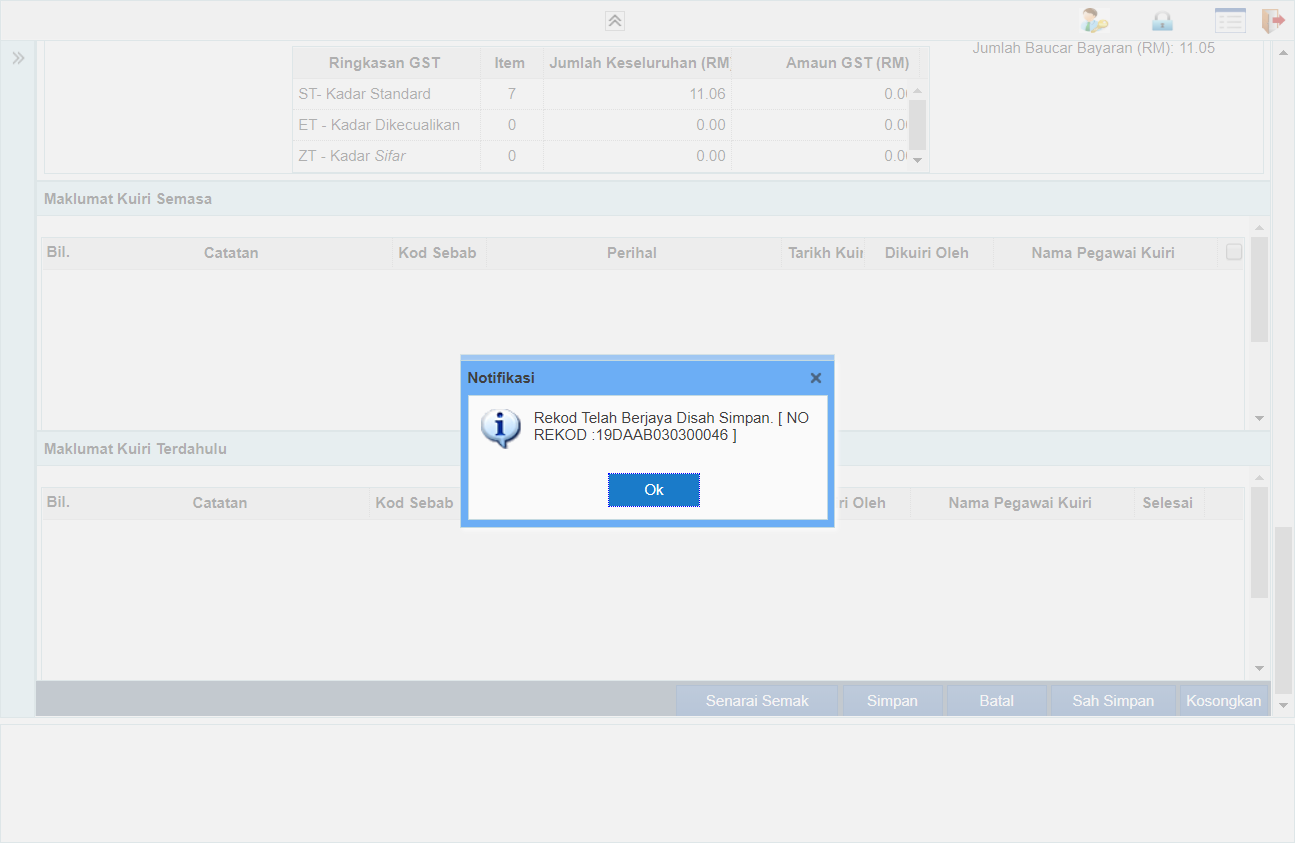 Jumlah Baucar Bayaran (RM): 11.05
Ringkasan GST Item Jumlah Keseluruhan (RM Amaun GST (RM)
ST- Kadar Standard 7 11.06 0.0
ET - Kadar Dikecualikan 0 0.00 0.0
ZT - Kadar Sifar 0 0.00 0.0
Maklumat Kuiri Semasa
Bil. Catatan Kod Sebab Perihal Tarikh Kuir Dikuiri Oleh Nama Pegawai Kuiri
Notifikasi
Rekod Telah Berjaya Disah Simpan. [ NO
REKOD :19DAAB030300046 ]
Ok
Maklumat Kuiri Terdahulu
Bil. Catatan Kod Sebab ri Oleh Nama Pegawai Kuiri Selesai
Senarai Semak Simpan Batal Sah Simpan Kosongkan